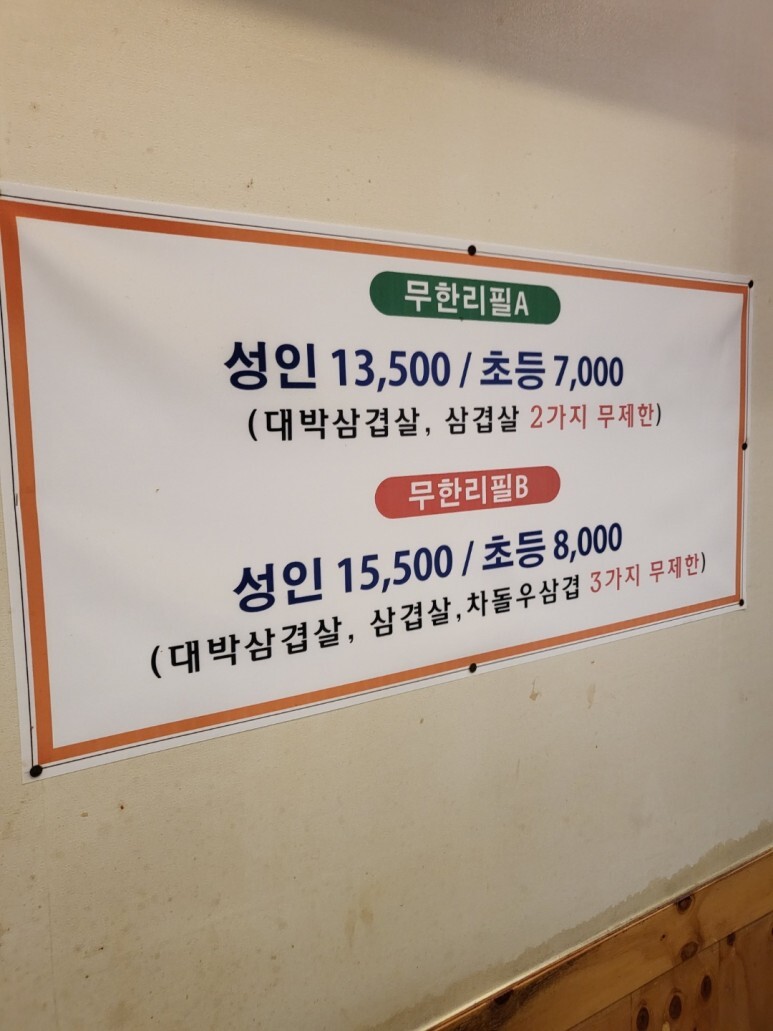 무한리필A
성인 13,500 / 초등 7,000
(대박삼겹살, 삼겹살 2가지 무제한)
무한리필B
성인 15,500 / 초등 8,000
(대박삼겹살, 삼겹살,차돌우삼겹 3가지 무제한)